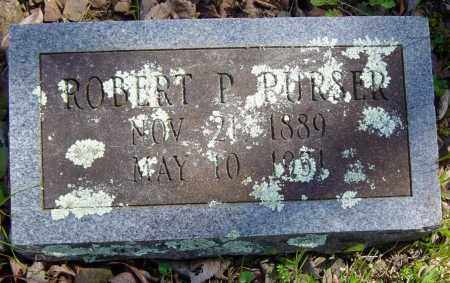 ROBERT P. PURSER
NOV. 21, 1889
MAY 10,